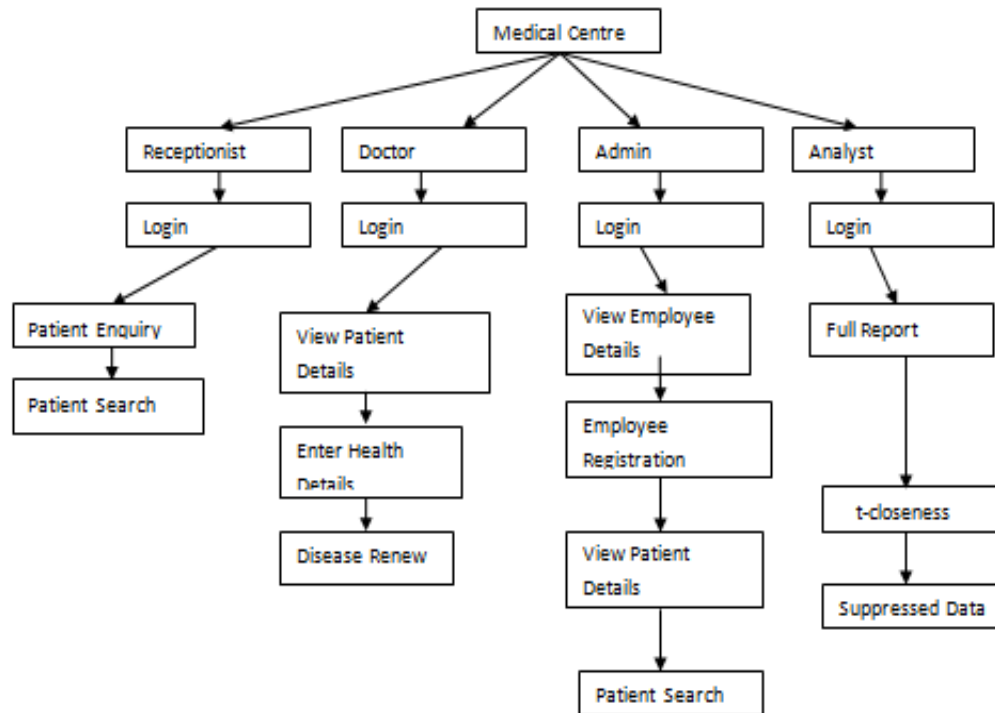 Medical Centre
Receptionist
Doctor
Admin
Analyst
Login
Login
Login
Login
Patient Enquiry
Patient Search
View Patient
Details
Enter Health
Details
Disease Renew
View Employee
Details
Employee
Registration
View Patient
Details
Patient Search
Full Report
t-closeness
Suppressed Data